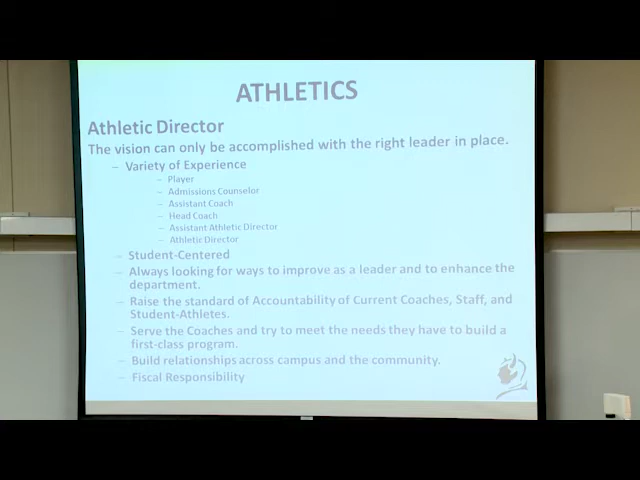 ATHLETICS
Athletic Director
The vision can only be accomplished with the right leader in place.
– Variety of Experience
– Player
– Admissions Counselor
– Assistant Coach
– Head Coach
– Assistant Athletic Director
– Athletic Director
– Student-Centered
– Always looking for ways to improve as a leader and to enhance the
department.
– Raise the standard of Accountability of Current Coaches, Staff, and
Student-Athletes.
– Serve the Coaches and try to meet the needs they have to build a
first-class program.
– Build relationships across campus and the community.
– Fiscal Responsibility